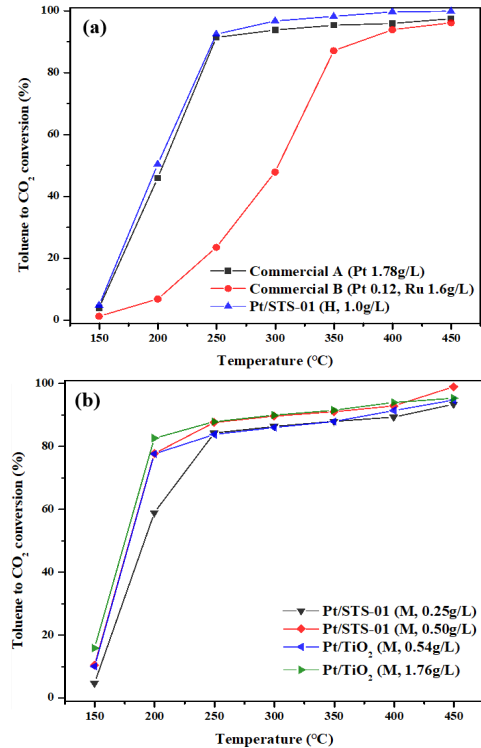 (a)
100
80
60
40
20
0
Toluene to CO₂ conversion (%)
Commercial A (Pt 1.78g/L)
Commercial B (Pt 0.12, Ru 1.6g/L)
Pt/STS-01 (H, 1.0g/L)
150 200 250 300 350 400 450
Temperature (°C)
(b)
100
80
60
40
20
0
Toluene to CO₂ conversion (%)
Pt/STS-01 (M, 0.25g/L)
Pt/STS-01 (M, 0.50g/L)
Pt/TiO₂ (M, 0.54g/L)
Pt/TiO₂ (M, 1.76g/L)
150 200 250 300 350 400 450
Temperature (°C)